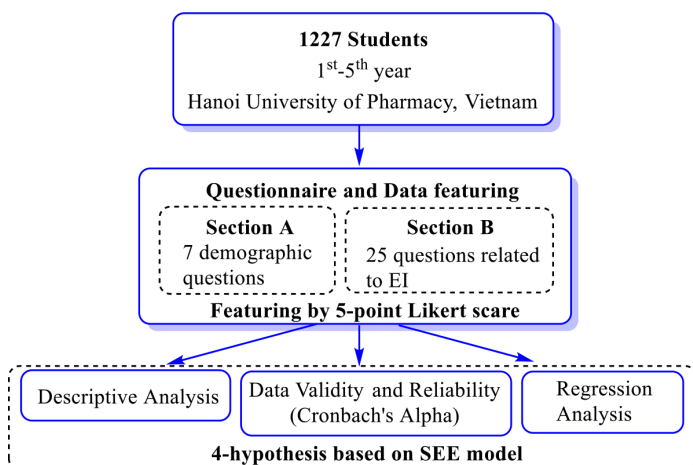 1227 Students
1st-5th year
Hanoi University of Pharmacy, Vietnam
Questionnaire and Data featuring
Section A
7 demographic
questions
Section B
25 questions related
to EI
Featuring by 5-point Likert scare
Descriptive Analysis
Data Validity and Reliability
(Cronbach's Alpha)
Regression
Analysis
4-hypothesis based on SEE model